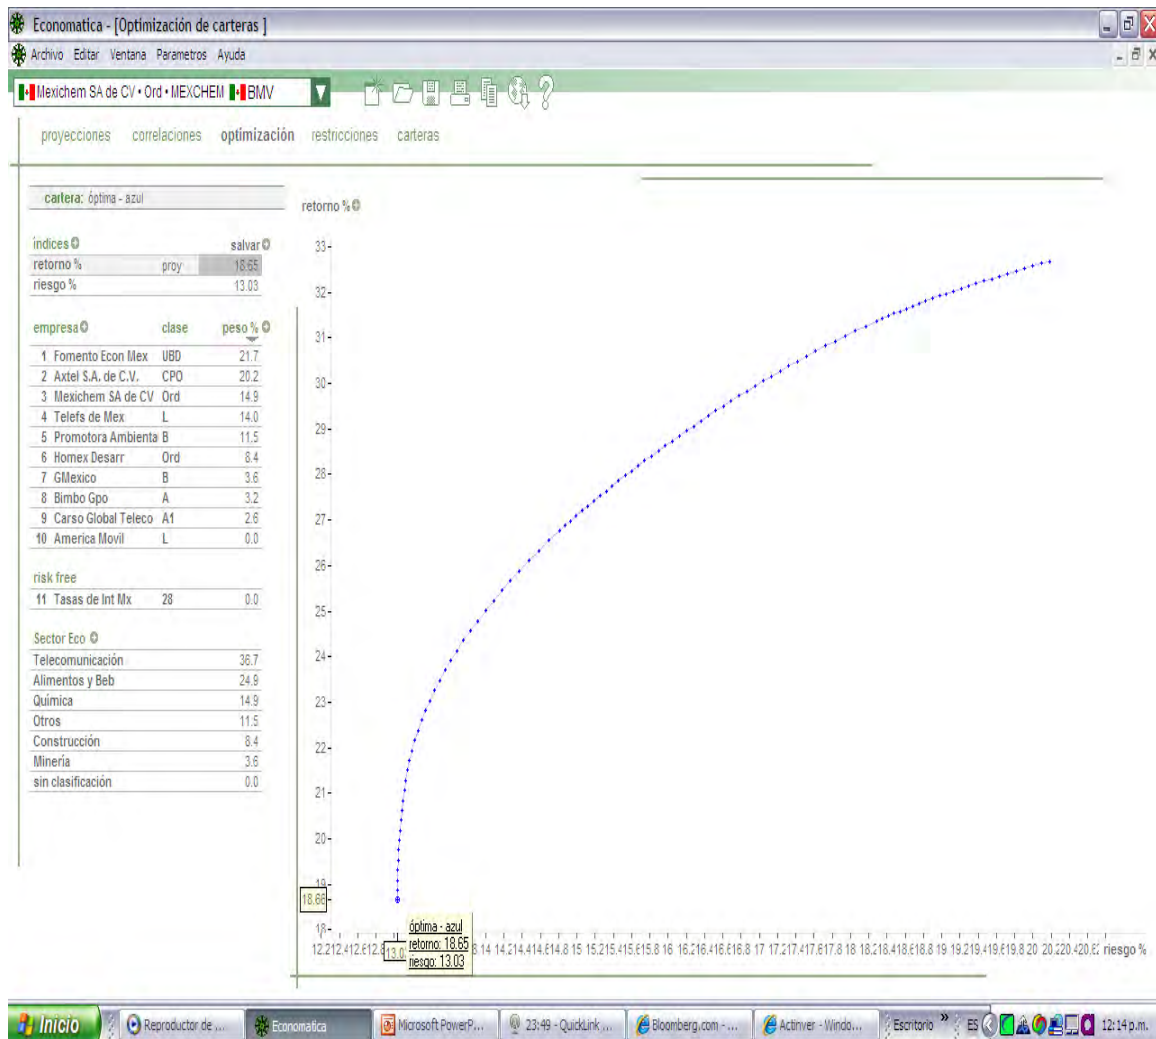 Economatica - [Optimización de carteras ]
Archivo Editar Ventana Parametros Ayuda
Mexichem SA de CV • Ord • MEXCHEM BMV
proyecciones correlaciones optimización restricciones carteras
cartera: óptima - azul
índices salvar
retorno % proy 18.65
riesgo % 13.03
empresa clase peso %
1 Fomento Econ Mex UBD 21.7
2 Axtel S.A. de C.V. CPO 20.2
3 Mexichem SA de CV Ord 14.9
4 Telefs de Mex L 14.0
5 Promotora Ambienta B 11.5
6 Homex Desarr Ord 8.4
7 GMexico B 3.6
8 Bimbo Gpo A 3.2
9 Carso Global Teleco A1 2.6
10 America Movil L 0.0
risk free
11 Tasas de Int Mx 28 0.0
Sector Eco
Telecomunicación 36.7
Alimentos y Beb 24.9
Química 14.9
Otros 11.5
Construcción 8.4
Minería 3.6
sin clasificación 0.0
retorno %
33
32
31
30
29
28
27
26
25
24
23
22
21
20
19
18.66
18
óptima - azul
retorno: 18.65
riesgo: 13.03
riesgo %
Inicio Reproductor de ... Economatica Microsoft PowerP... 23:49 - QuickLink ... Bloomberg.com - ... Actinver - Windo... Escritorio » ES 12:14 p.m.